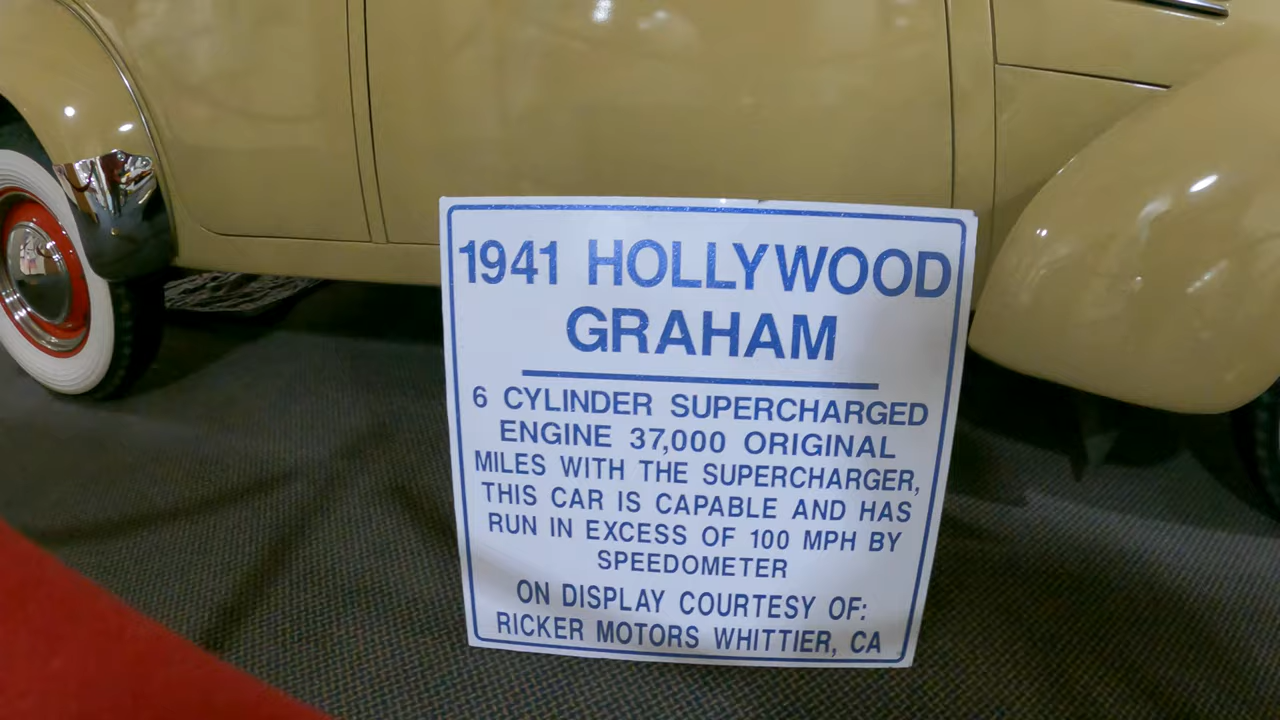 1941 HOLLYWOOD
GRAHAM
6 CYLINDER SUPERCHARGED
ENGINE 37,000 ORIGINAL
MILES WITH THE SUPERCHARGER,
THIS CAR IS CAPABLE AND HAS
RUN IN EXCESS OF 100 MPH BY
SPEEDOMETER
ON DISPLAY COURTESY OF:
RICKER MOTORS WHITTIER, CA